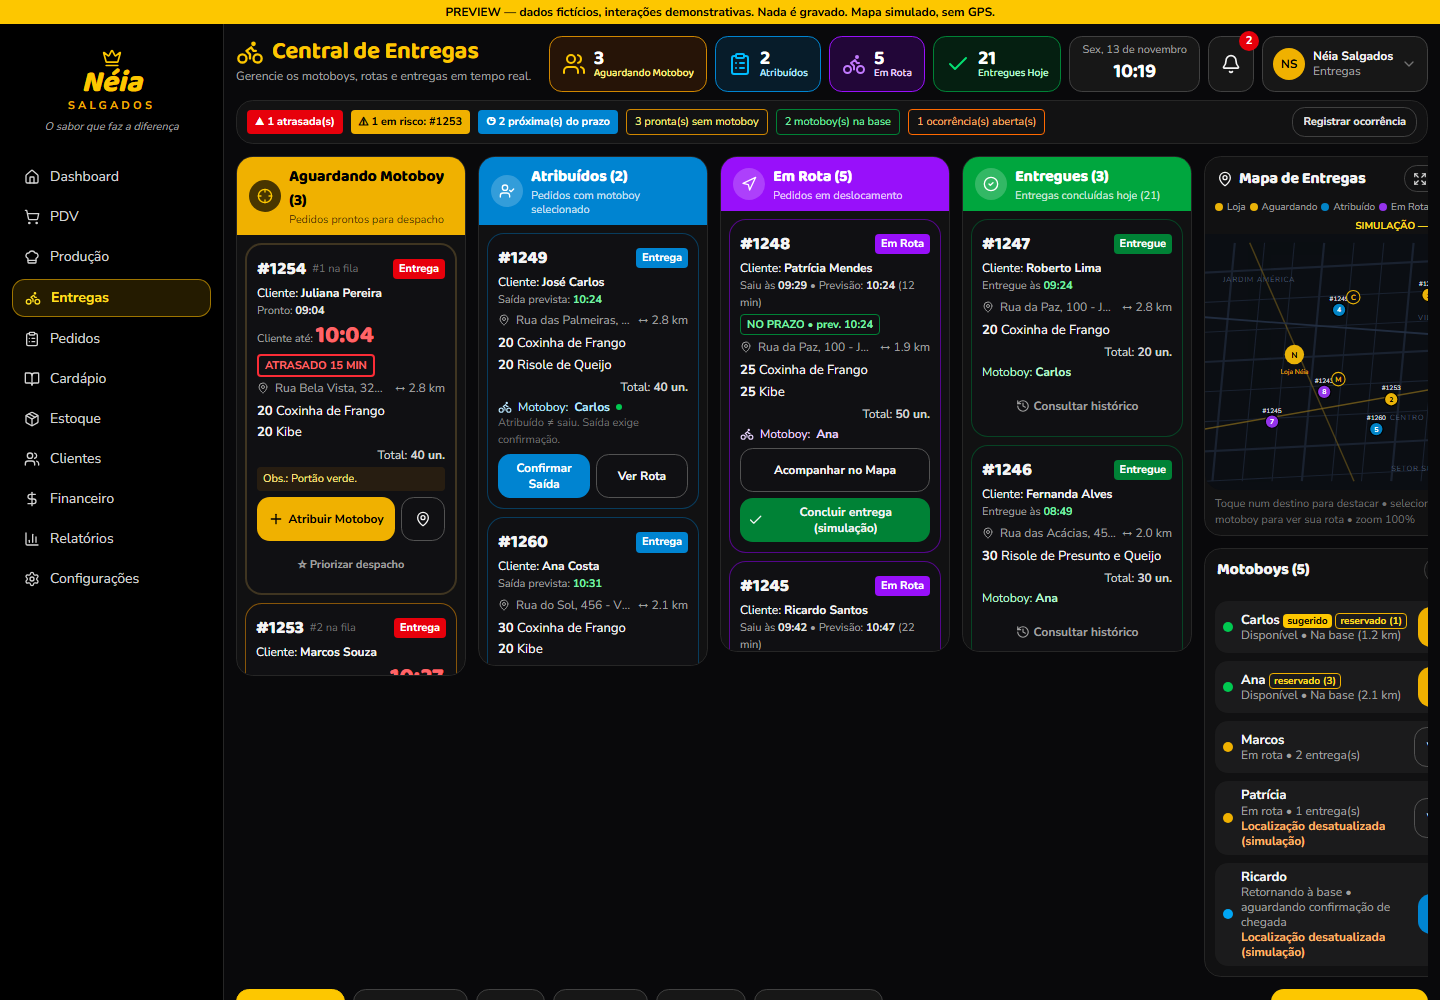 PREVIEW — dados fictícios, interações demonstrativas. Nada é gravado. Mapa simulado, sem GPS.
Néia
SALGADOS
O sabor que faz a diferença
Dashboard
PDV
Produção
Entregas
Pedidos
Cardápio
Estoque
Clientes
Financeiro
Relatórios
Configurações
Central de Entregas
Gerencie os motoboys, rotas e entregas em tempo real.
3
Aguardando Motoboy
2
Atribuídos
5
Em Rota
21
Entregues Hoje
Sex, 13 de novembro
10:19
2
NS
Néia Salgados
Entregas
▲ 1 atrasada(s)
⚠ 1 em risco: #1253
2 próxima(s) do prazo
3 pronta(s) sem motoboy
2 motoboy(s) na base
1 ocorrência(s) aberta(s)
Registrar ocorrência
Aguardando Motoboy
(3)
Pedidos prontos para despacho
#1254 #1 na fila Entrega
Cliente: Juliana Pereira
Pronto: 09:04
Cliente até: 10:04
ATRASADO 15 MIN
Rua Bela Vista, 32... ↔ 2.8 km
20 Coxinha de Frango
20 Kibe
Total: 40 un.
Obs.: Portão verde.
Atribuir Motoboy
☆ Priorizar despacho
#1253 #2 na fila Entrega
Cliente: Marcos Souza
Atribuídos (2)
Pedidos com motoboy
selecionado
#1249 Entrega
Cliente: José Carlos
Saída prevista: 10:24
Rua das Palmeiras, ... ↔ 2.8 km
20 Coxinha de Frango
20 Risole de Queijo
Total: 40 un.
Motoboy: Carlos
Atribuído ≠ saiu. Saída exige
confirmação.
Confirmar
Saída
Ver Rota
#1260 Entrega
Cliente: Ana Costa
Saída prevista: 10:31
Rua do Sol, 456 - V... ↔ 2.1 km
30 Coxinha de Frango
20 Kibe
Em Rota (5)
Pedidos em deslocamento
#1248 Em Rota
Cliente: Patrícia Mendes
Saiu às 09:29 • Previsão: 10:24 (12
min)
NO PRAZO • prev. 10:24
Rua da Paz, 100 - J... ↔ 1.9 km
25 Coxinha de Frango
25 Kibe
Total: 50 un.
Motoboy: Ana
Acompanhar no Mapa
Concluir entrega
(simulação)
#1245 Em Rota
Cliente: Ricardo Santos
Saiu às 09:42 • Previsão: 10:47 (22
min)
Entregues (3)
Entregas concluídas hoje (21)
#1247 Entregue
Cliente: Roberto Lima
Entregue às 09:24
Rua da Paz, 100 - J... ↔ 2.8 km
20 Coxinha de Frango
Total: 20 un.
Motoboy: Carlos
Consultar histórico
#1246 Entregue
Cliente: Fernanda Alves
Entregue às 08:49
Rua das Acácias, 45... ↔ 2.0 km
30 Risole de Presunto e Queijo
Total: 30 un.
Motoboy: Ana
Consultar histórico
Mapa de Entregas
Loja Aguardando Atribuído Em Rota
SIMULAÇÃO —
JARDIM AMÉRICA
C
4
N
Loja Néia
M
8
#1253
2
#1245
7
#1260
5
CENTRO
Toque num destino para destacar • selecior
motoboy para ver sua rota • zoom 100%
Motoboys (5)
Carlos sugerido reservado (1)
Disponível • Na base (1.2 km)
Ana reservado (3)
Disponível • Na base (2.1 km)
Marcos
Em rota • 2 entrega(s)
Patrícia
Em rota • 1 entrega(s)
Localização desatualizada
(simulação)
Ricardo
Retornando à base •
aguardando confirmação de
chegada
Localização desatualizada
(simulação)